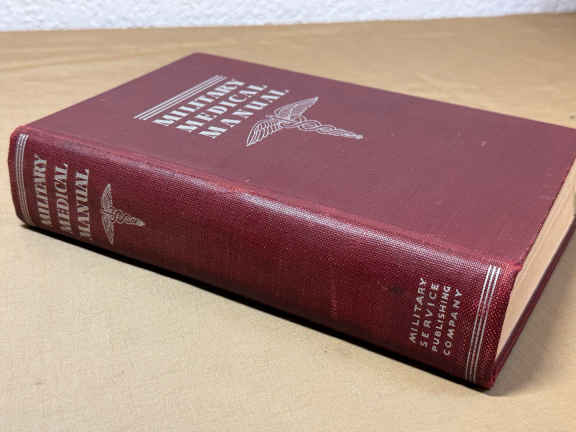 MILITARY
MEDICAL
MANUAL
MILITARY
MEDICAL
MANUAL
MILITARY
SERVICE
PUBLISHING
COMPANY